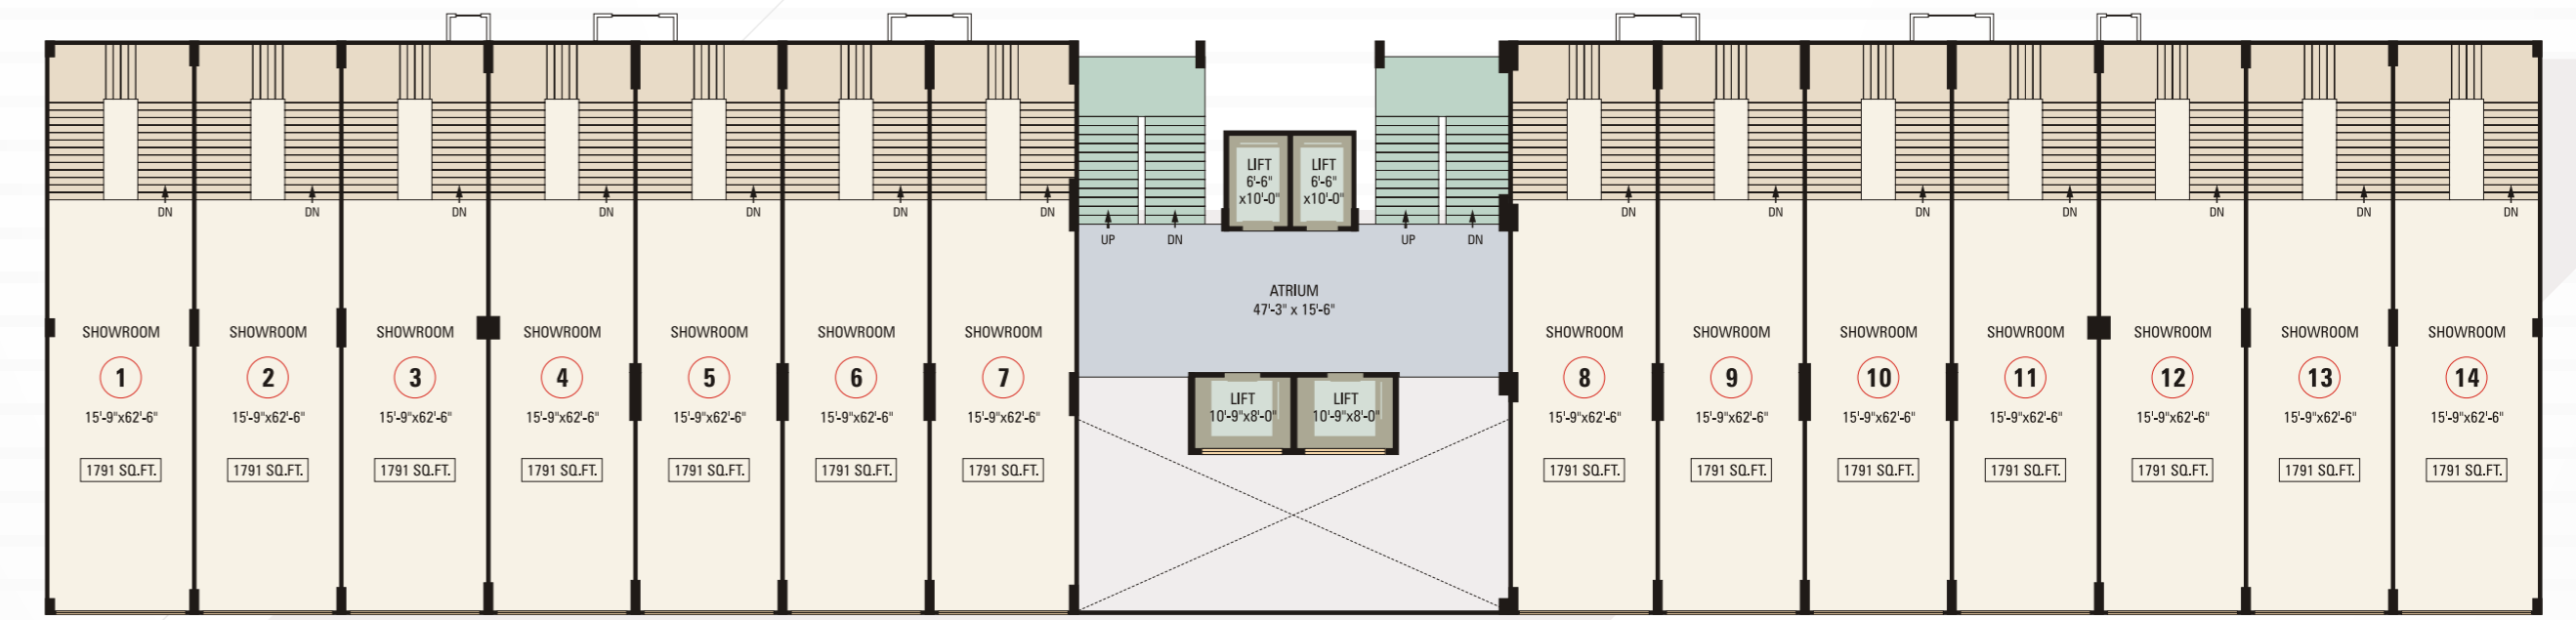 LIFT
6'-6"
x10'-0"
LIFT
6'-6"
x10'-0"
DN
DN
DN
DN
DN
DN
DN
UP
DN
UP
DN
DN
DN
DN
DN
DN
DN
DN
ATRIUM
47'-3" x 15'-6"
SHOWROOM
1
15'-9"x62'-6"
1791 SQ.FT.
SHOWROOM
2
15'-9"x62'-6"
1791 SQ.FT.
SHOWROOM
3
15'-9"x62'-6"
1791 SQ.FT.
SHOWROOM
4
15'-9"x62'-6"
1791 SQ.FT.
SHOWROOM
5
15'-9"x62'-6"
1791 SQ.FT.
SHOWROOM
6
15'-9"x62'-6"
1791 SQ.FT.
SHOWROOM
7
15'-9"x62'-6"
1791 SQ.FT.
LIFT
10'-9"x8'-0"
LIFT
10'-9"x8'-0"
SHOWROOM
8
15'-9"x62'-6"
1791 SQ.FT.
SHOWROOM
9
15'-9"x62'-6"
1791 SQ.FT.
SHOWROOM
10
15'-9"x62'-6"
1791 SQ.FT.
SHOWROOM
11
15'-9"x62'-6"
1791 SQ.FT.
SHOWROOM
12
15'-9"x62'-6"
1791 SQ.FT.
SHOWROOM
13
15'-9"x62'-6"
1791 SQ.FT.
SHOWROOM
14
15'-9"x62'-6"
1791 SQ.FT.